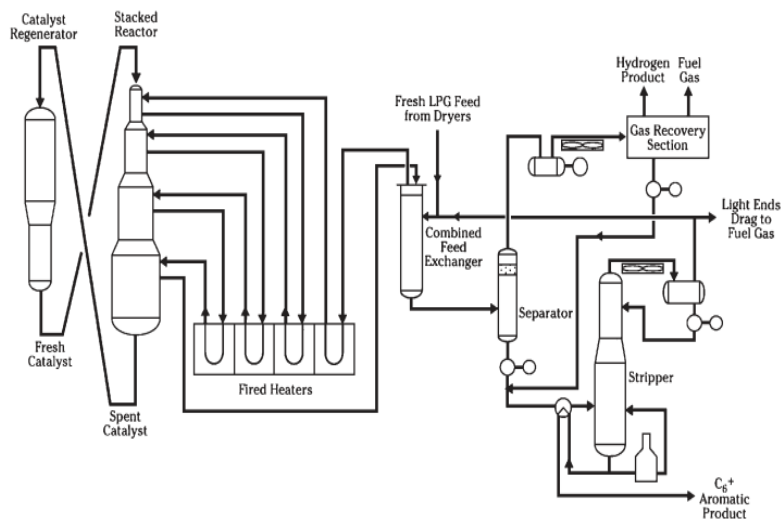 Catalyst
Regenerator
Stacked
Reactor
Hydrogen
Product
Fuel
Gas
Fresh LPG Feed
from Dryers
Gas Recovery
Section
Light Ends
Drag to
Fuel Gas
Combined
Feed
Exchanger
Separator
Fresh
Catalyst
Fired Heaters
Stripper
Spent
Catalyst
C₆⁺
Aromatic
Product